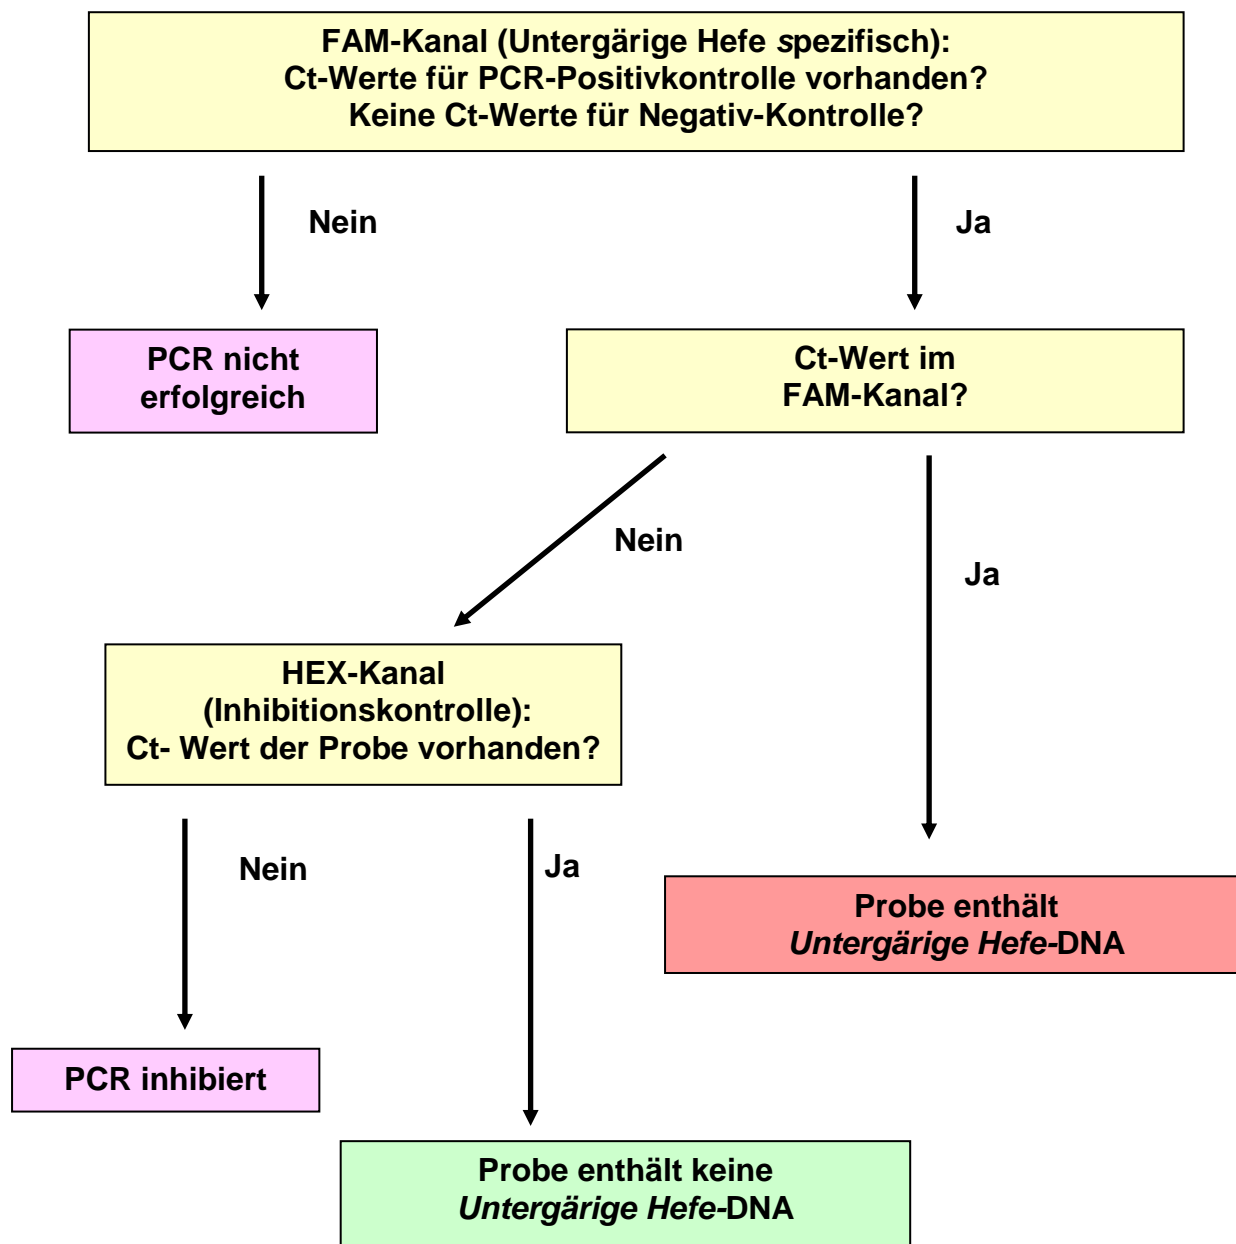 FAM-Kanal (Untergärige Hefe spezifisch):
Ct-Werte für PCR-Positivkontrolle vorhanden?
Keine Ct-Werte für Negativ-Kontrolle?
Nein
Ja
PCR nicht
erfolgreich
Ct-Wert im
FAM-Kanal?
Nein
Ja
HEX-Kanal
(Inhibitionskontrolle):
Ct- Wert der Probe vorhanden?
Nein
Ja
Probe enthält
Untergärige Hefe-DNA
PCR inhibiert
Probe enthält keine
Untergärige Hefe-DNA